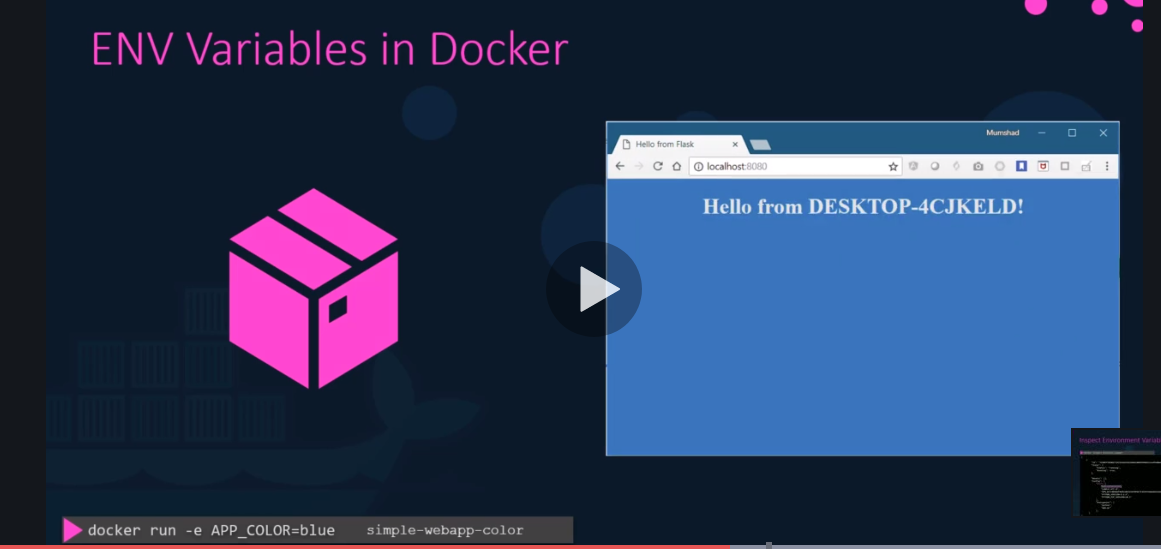 ENV Variables in Docker
Mumshad
Hello from Flask
localhost:8080
Hello from DESKTOP-4CJKELD!
Inspect Environment Variab
docker run -e APP_COLOR=blue simple-webapp-color